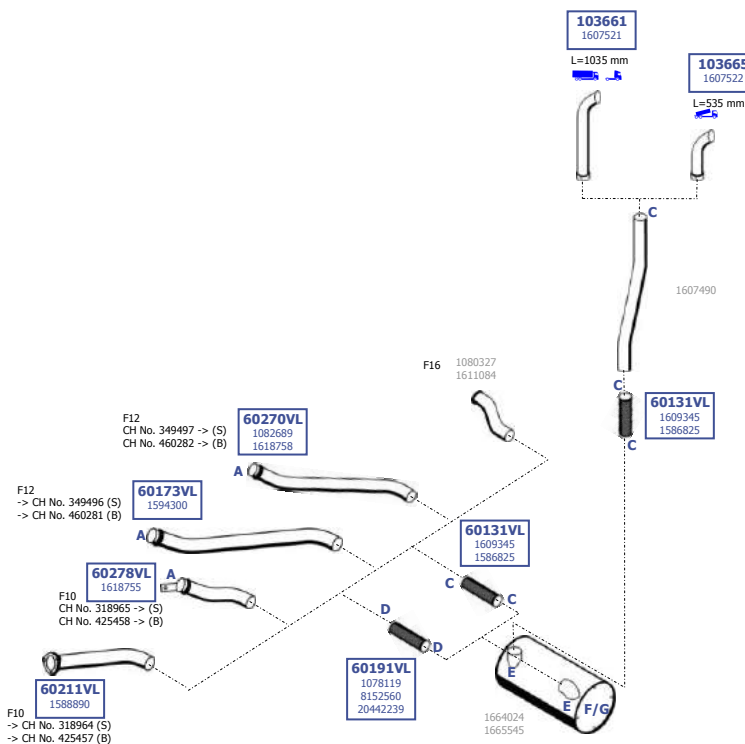 103661
1607521
L=1035 mm
103665
1607522
L=535 mm
C
1607490
C
60131VL
1609345
1586825
C
F16
1080327
1611084
F12
CH No. 349497 -> (S)
CH No. 460282 -> (B)
60270VL
1082689
1618758
A
F12
-> CH No. 349496 (S)
-> CH No. 460281 (B)
60173VL
1594300
A
60131VL
1609345
1586825
C
C
60278VL
1618755
A
F10
CH No. 318965 -> (S)
CH No. 425458 -> (B)
D
D
60191VL
1078119
8152560
20442239
60211VL
1588890
F10
-> CH No. 318964 (S)
-> CH No. 425457 (B)
E
E
F/G
1664024
1665545